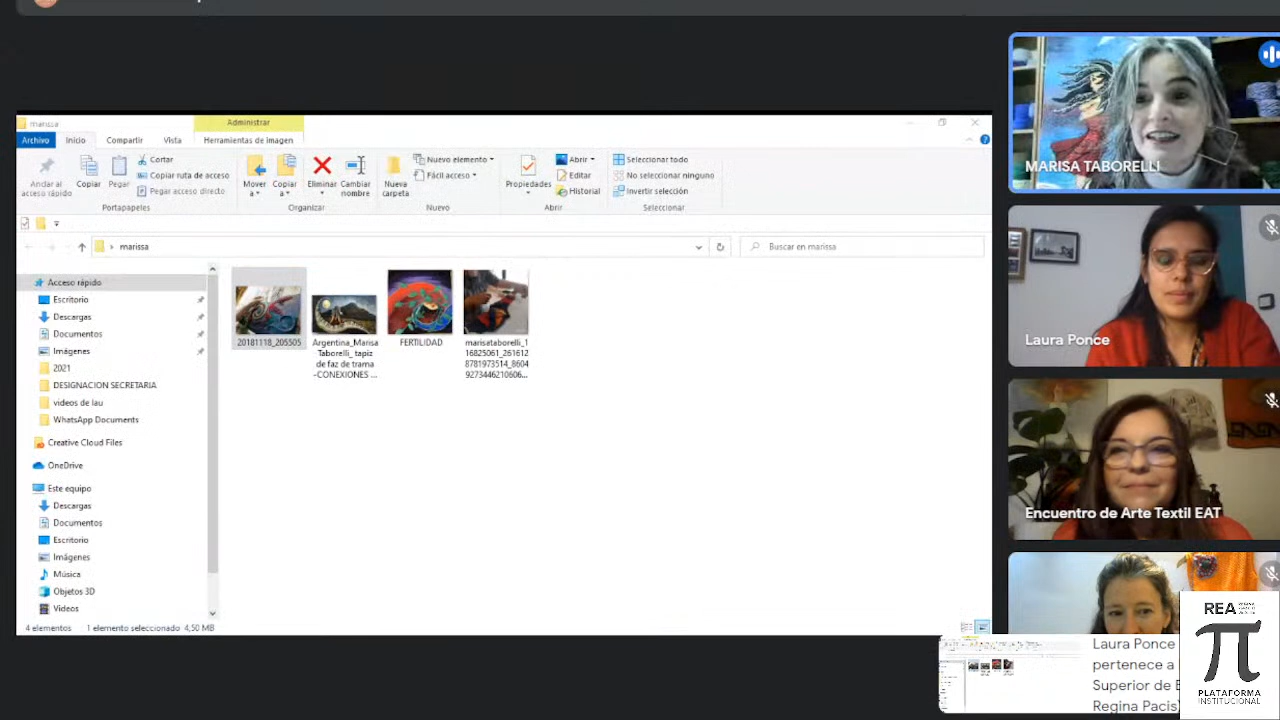 marissa
Administrar
Archivo
Inicio
Compartir
Vista
Herramientas de imagen
Anclar al
acceso rápido
Copiar
Pegar
Cortar
Copiar ruta de acceso
Pegar acceso directo
Portapapeles
Mover
a
Copiar
a
Eliminar
Cambiar
nombre
Organizar
Nueva
carpeta
Nuevo elemento
Fácil acceso
Nuevo
Propiedades
Abrir
Editar
Historial
Abrir
Seleccionar todo
No seleccionar ninguno
Invertir selección
Seleccionar
marissa
Buscar en marissa
Acceso rápido
Escritorio
Descargas
Documentos
Imágenes
2021
DESIGNACION SECRETARIA
videos de lau
WhatsApp Documents
Creative Cloud Files
OneDrive
Este equipo
Descargas
Documentos
Escritorio
Imágenes
Música
Objetos 3D
Vídeos
20181118_205505
Argentina_Marisa
Taborelli_ tapiz
de faz de trama
-CONEXIONES ...
FERTILIDAD
marisataborelli_1
16825061_261612
8781973514_8604
9273446210606...
4 elementos
1 elemento seleccionado 4,50 MB
MARISA TABORELLI
Laura Ponce
Encuentro de Arte Textil EAT
Laura Ponce
pertenece a
Superior de
Regina Pacis
REA
π
PLATAFORMA
INSTITUCIONAL